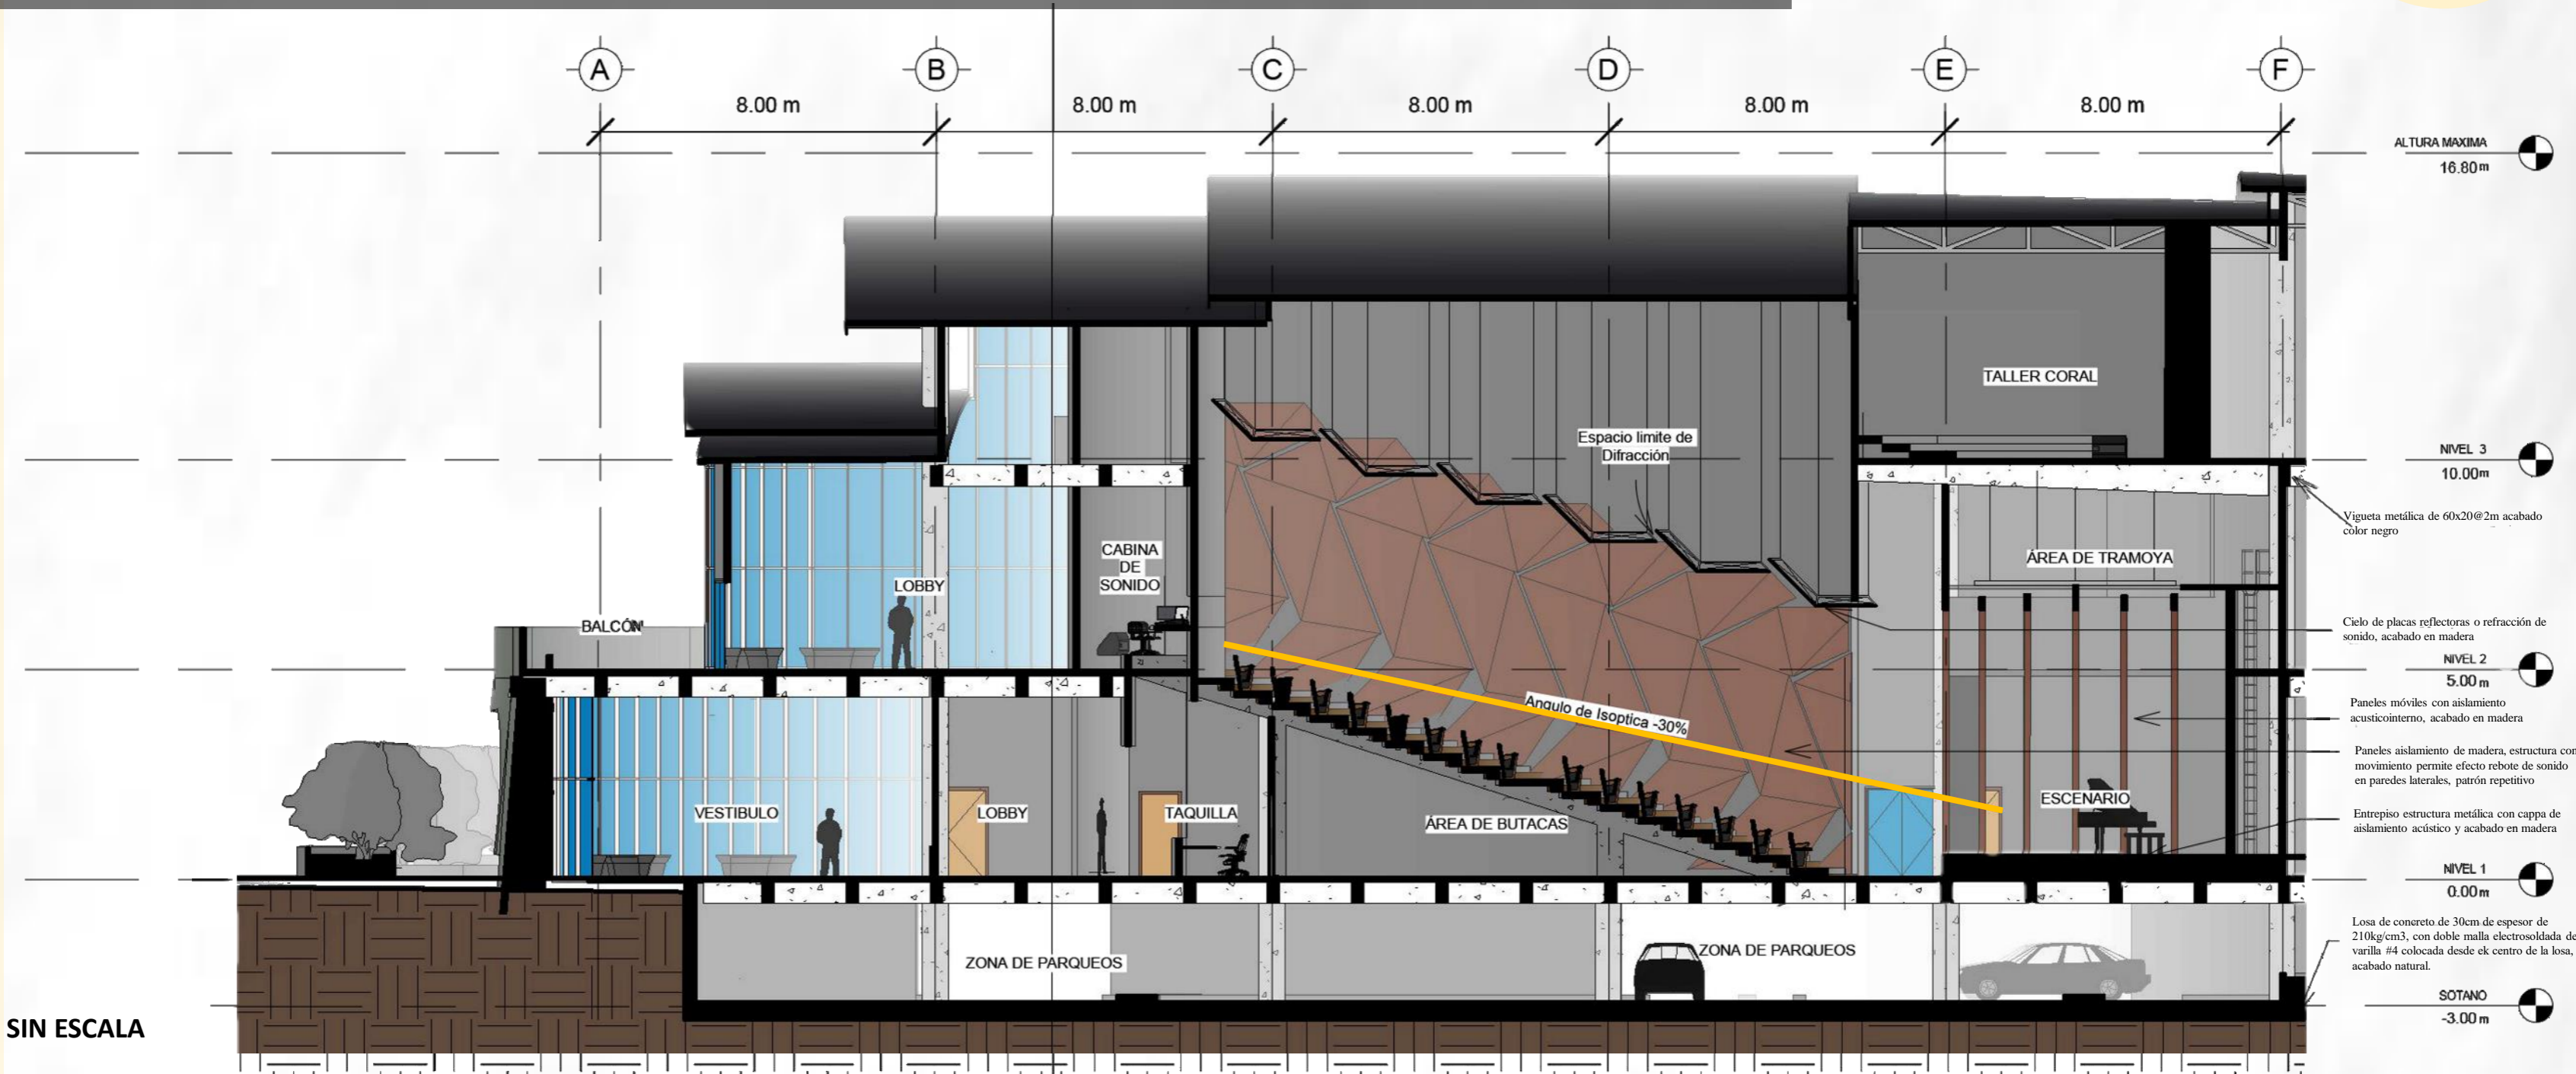 A
B
C
D
E
F
8.00 m
8.00 m
8.00 m
8.00 m
8.00 m
ALTURA MAXIMA
16.80m
TALLER CORAL
Espacio limite de
Difracción
NIVEL 3
10.00m
Vigueta metálica de 60x20@2m acabado
color negro
CABINA
DE
SONIDO
ÁREA DE TRAMOYA
LOBBY
BALCÓN
Cielo de placas reflectoras o refracción de
sonido, acabado en madera
NIVEL 2
5.00 m
Paneles móviles con aislamiento
acusticointerno, acabado en madera
Angulo de Isoptica -30%
Paneles aislamiento de madera, estructura con
movimiento permite efecto rebote de sonido
en paredes laterales, patrón repetitivo
VESTIBULO
LOBBY
TAQUILLA
ÁREA DE BUTACAS
ESCENARIO
Entrepiso estructura metálica con cappa de
aislamiento acústico y acabado en madera
NIVEL 1
0.00m
Losa de concreto de 30cm de espesor de
210kg/cm3, con doble malla electrosoldada de
varilla #4 colocada desde ek centro de la losa,
acabado natural.
ZONA DE PARQUEOS
ZONA DE PARQUEOS
SOTANO
-3.00 m
SIN ESCALA